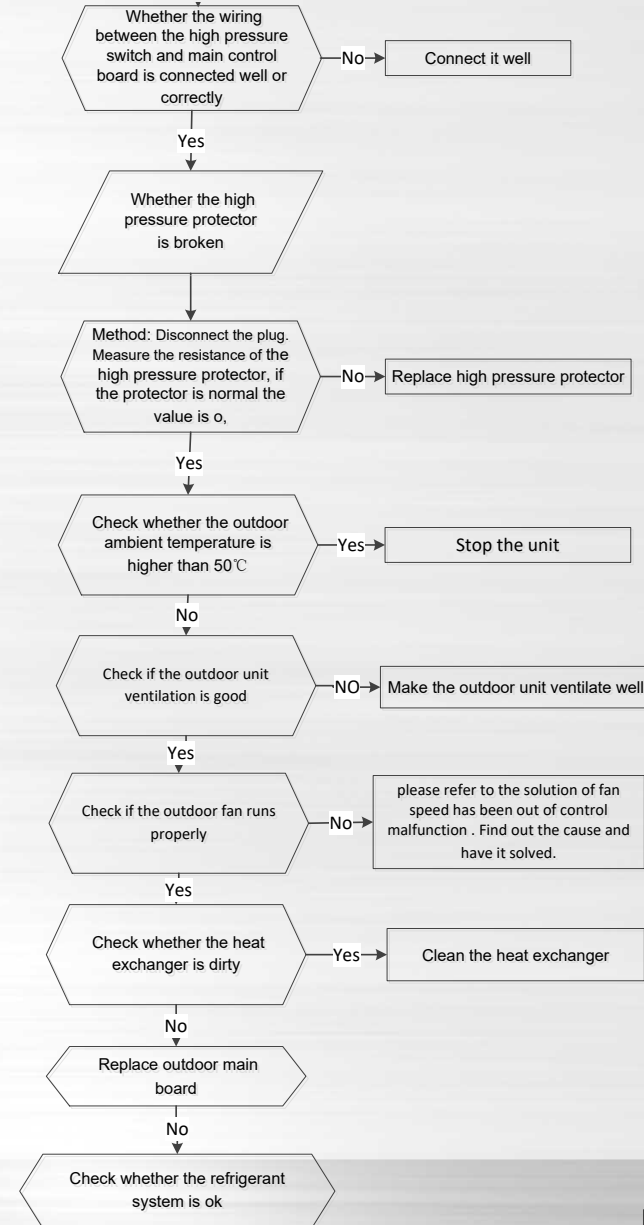 Whether the wiring
between the high pressure
switch and main control
board is connected well or
correctly
No
Connect it well
Yes
Whether the high
pressure protector
is broken
Method: Disconnect the plug.
Measure the resistance of the
high pressure protector, if
the protector is normal the
value is o,
No
Replace high pressure protector
Yes
Check whether the outdoor
ambient temperature is
higher than 50℃
Yes
Stop the unit
No
Check if the outdoor unit
ventilation is good
NO
Make the outdoor unit ventilate well
Yes
Check if the outdoor fan runs
properly
No
please refer to the solution of fan
speed has been out of control
malfunction . Find out the cause and
have it solved.
Yes
Check whether the heat
exchanger is dirty
Yes
Clean the heat exchanger
No
Replace outdoor main
board
No
Check whether the refrigerant
system is ok